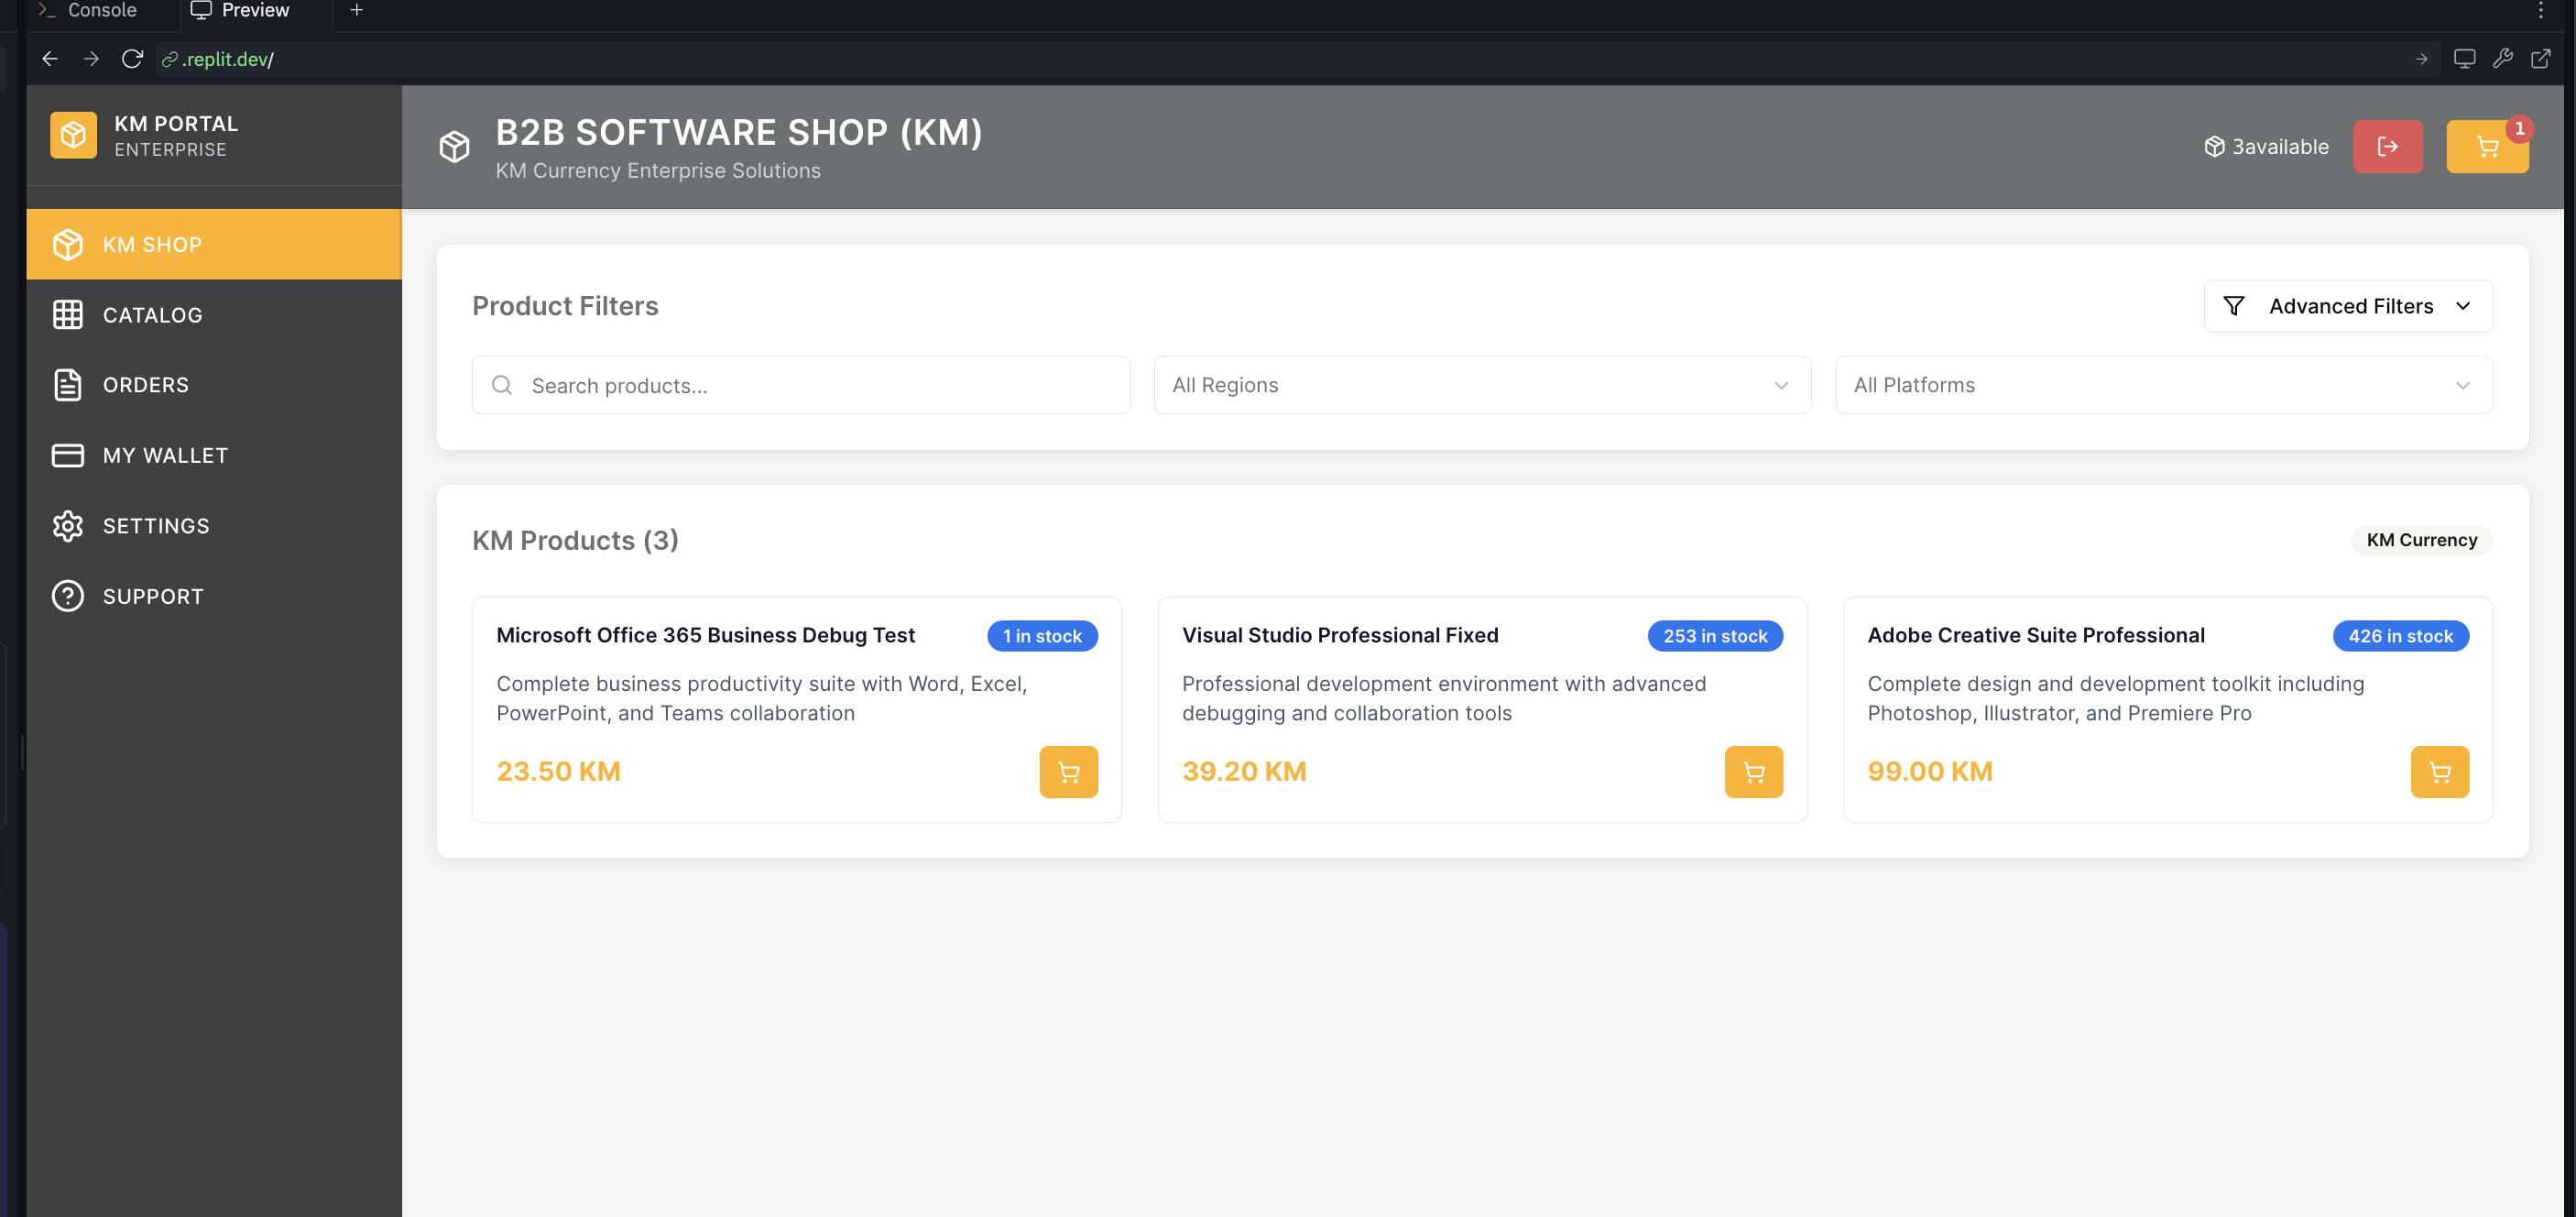 Console
Preview
.replit.dev/
KM PORTAL
ENTERPRISE
B2B SOFTWARE SHOP (KM)
KM Currency Enterprise Solutions
3available
1
KM SHOP
CATALOG
ORDERS
MY WALLET
SETTINGS
SUPPORT
Product Filters
Advanced Filters
Search products...
All Regions
All Platforms
KM Products (3)
KM Currency
Microsoft Office 365 Business Debug Test
1 in stock
Complete business productivity suite with Word, Excel,
PowerPoint, and Teams collaboration
23.50 KM
Visual Studio Professional Fixed
253 in stock
Professional development environment with advanced
debugging and collaboration tools
39.20 KM
Adobe Creative Suite Professional
426 in stock
Complete design and development toolkit including
Photoshop, Illustrator, and Premiere Pro
99.00 KM